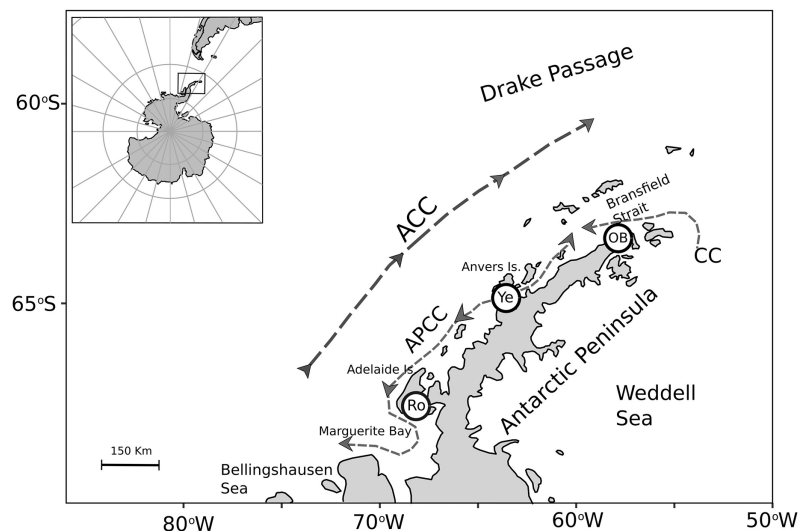 Drake Passage
60°S
ACC
Bransfield
Strait
OB
CC
Anvers Is.
Ye
65°S
APCC
Adelaide Is
Ro
Antarctic Peninsula
Weddell
Sea
Marguerite Bay
150 Km
Bellingshausen
Sea
80°W
70°W
60°W
50°W